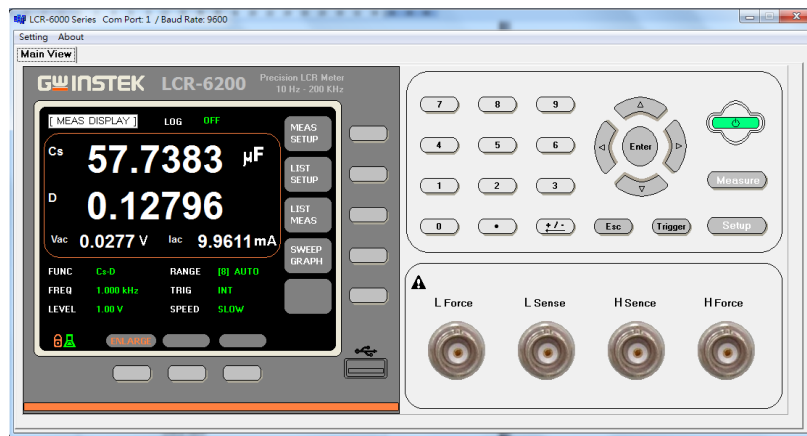 LCR-6000 Series Com Port: 1 / Baud Rate: 9600
Setting About
Main View
GWINSTEK LCR-6200 Precision LCR Meter
10 Hz - 200 KHz
[ MEAS DISPLAY ] LOG OFF
Cs 57.7383 µF
D 0.12796
Vac 0.0277 V Iac 9.9611 mA
FUNC Cs-D RANGE [8] AUTO
FREQ 1.000 kHz TRIG INT
LEVEL 1.00 V SPEED SLOW
ENLARGE
MEAS
SETUP
LIST
SETUP
LIST
MEAS
SWEEP
GRAPH
7 8 9
4 5 6 Enter
1 2 3 Measure
0 • +/- Esc Trigger Setup
L Force L Sense H Sence H Force